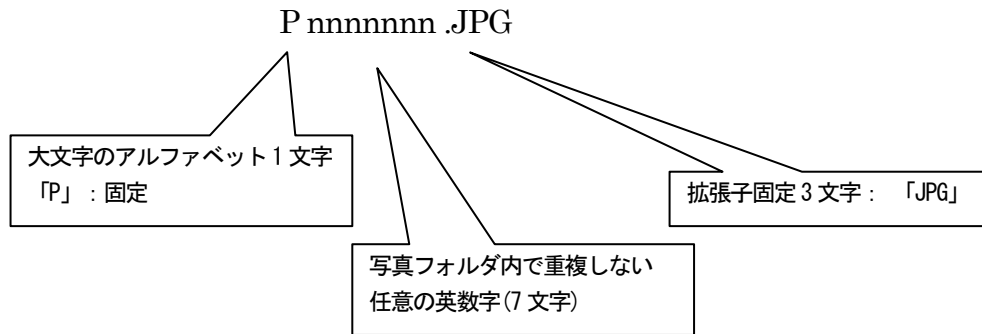 P nnnnnnn .JPG
大文字のアルファベット1文字
「P」：固定
拡張子固定3文字： 「JPG」
写真フォルダ内で重複しない
任意の英数字(7文字)